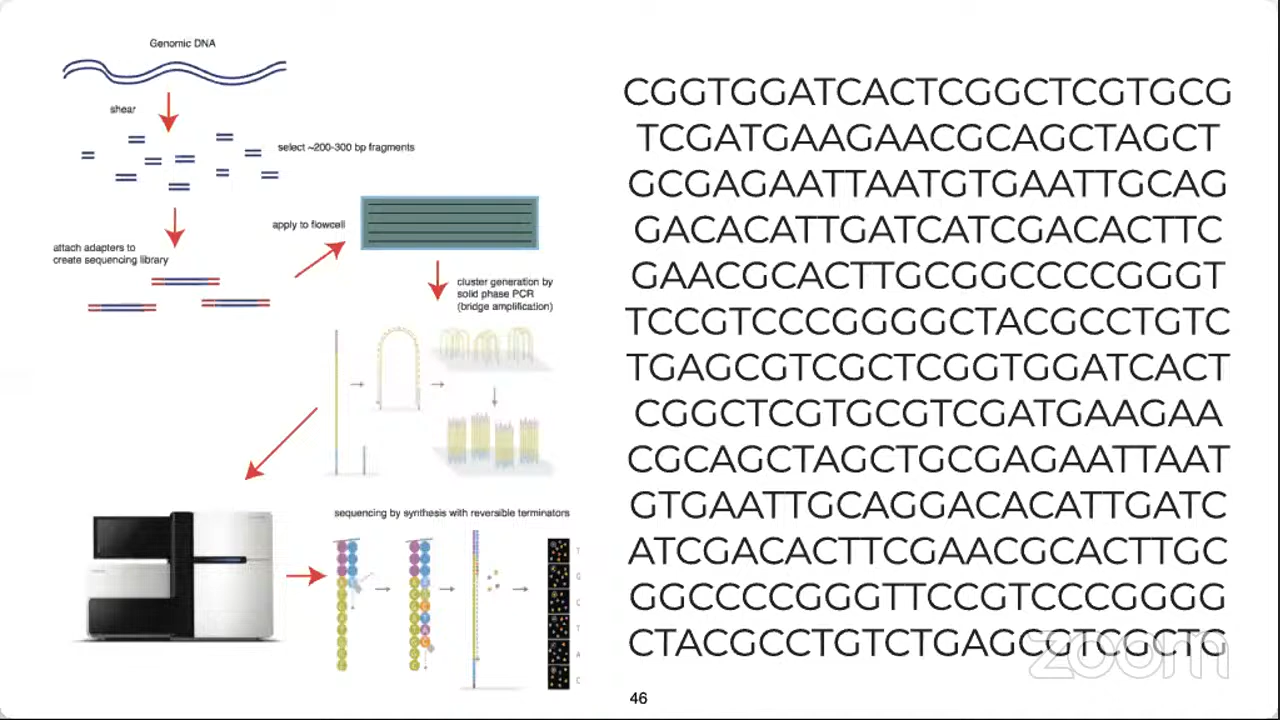 Genomic DNA
shear
select ~200-300 bp fragments
attach adapters to
create sequencing library
apply to flowcell
cluster generation by
solid phase PCR
(bridge amplification)
sequencing by synthesis with reversible terminators
CGGTGGATCACTCGGCTCGTGCG
TCGATGAAGAACGCAGCTAGCT
GCGAGAATTAATGTGAATTGCAG
GACACATTGATCATCGACACTTC
GAACGCACTTGCGGCCCCGGGT
TCCGTCCCGGGGCTACGCCTGTC
TGAGCGTCGCTCGGTGGATCACT
CGGCTCGTGCGTCGATGAAGAA
CGCAGCTAGCTGCGAGAATTAAT
GTGAATTGCAGGACACATTGATC
ATCGACACTTCGAACGCACTTGC
GGCCCCGGGTTCCGTCCCGGGG
CTACGCCTGTCTGAGCGTCGCTG
zoom
46